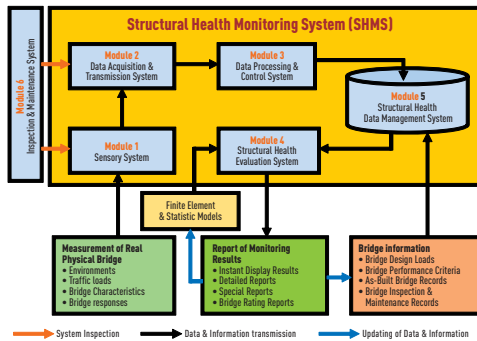 Structural Health Monitoring System (SHMS)
Module 6
Inspection & Maintenance System
Module 2
Data Acquisition &
Transmission System
Module 3
Data Processing &
Control System
Module 5
Structural Health
Data Management System
Module 1
Sensory System
Module 4
Structural Health
Evaluation System
Finite Element
& Statistic Models
Measurement of Real
Physical Bridge
• Environments
• Traffic loads
• Bridge Characteristics
• Bridge responses
Report of Monitoring
Results
• Instant Display Results
• Detailed Reports
• Special Reports
• Bridge Rating Reports
Bridge information
• Bridge Design Loads
• Bridge Performance Criteria
• As-Built Bridge Records
• Bridge Inspection &
Maintenance Records
System Inspection
Data & Information transmission
Updating of Data & Information